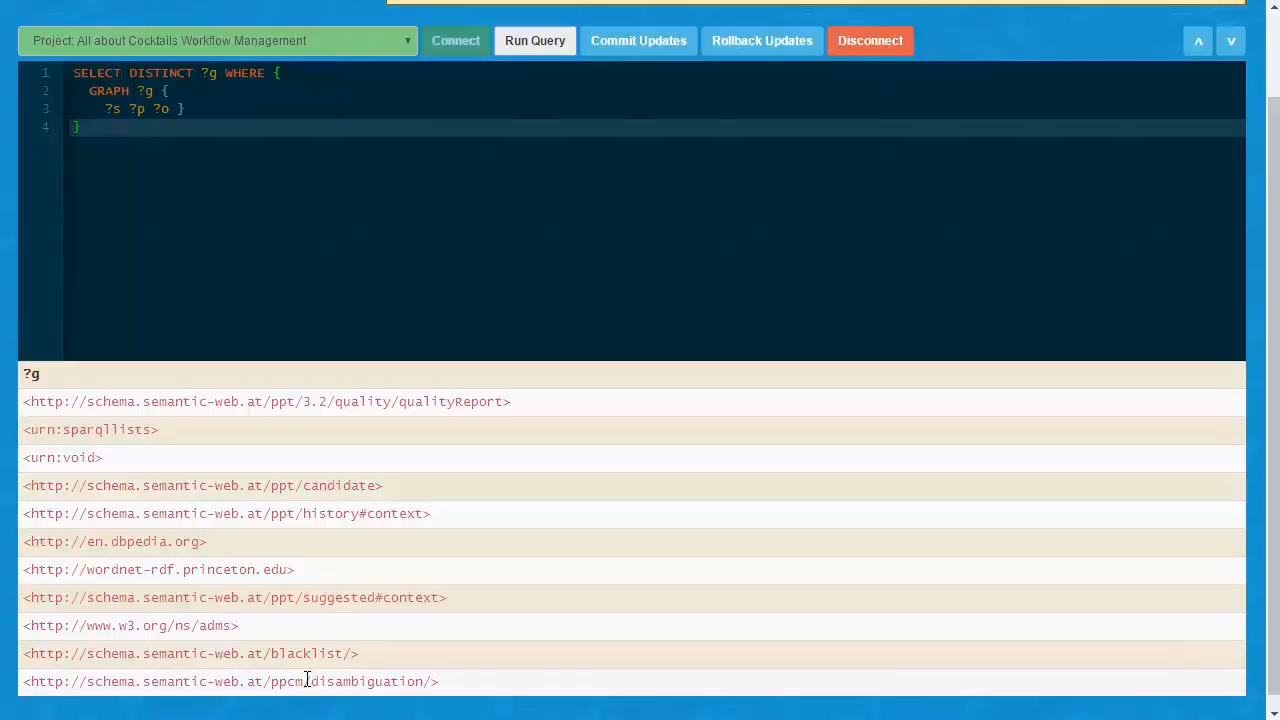 Project: All about Cocktails Workflow Management ▾ Connect Run Query Commit Updates Rollback Updates Disconnect ʌ v
1 SELECT DISTINCT ?g WHERE {
2 GRAPH ?g {
3 ?s ?p ?o }
4 }
?g
<http://schema.semantic-web.at/ppt/3.2/quality/qualityReport>
<urn:sparqllists>
<urn:void>
<http://schema.semantic-web.at/ppt/candidate>
<http://schema.semantic-web.at/ppt/history#context>
<http://en.dbpedia.org>
<http://wordnet-rdf.princeton.edu>
<http://schema.semantic-web.at/ppt/suggested#context>
<http://www.w3.org/ns/adms>
<http://schema.semantic-web.at/blacklist/>
<http://schema.semantic-web.at/ppcm/disambiguation/>